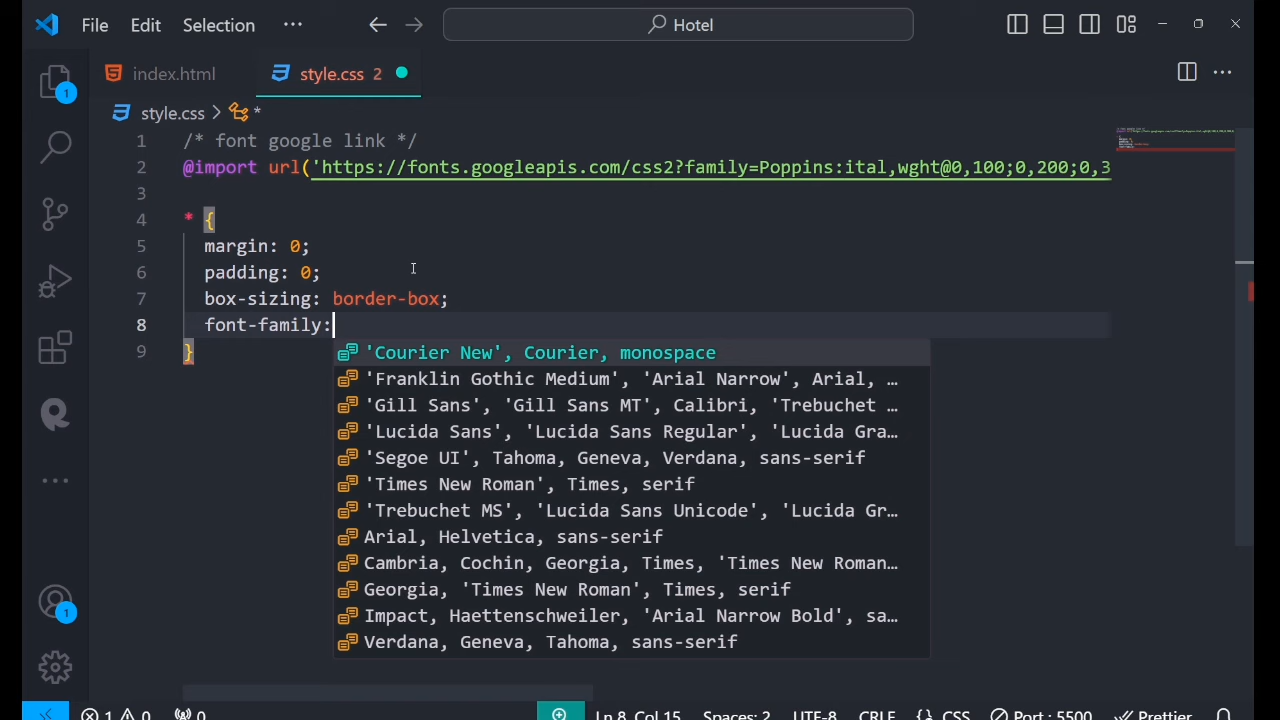 File Edit Selection ··· Hotel
index.html style.css 2
style.css > *
1 /* font google link */
2 @import url('https://fonts.googleapis.com/css2?family=Poppins:ital,wght@0,100;0,200;0,3
3
4 * {
5 margin: 0;
6 padding: 0;
7 box-sizing: border-box;
8 font-family:
9 }
'Courier New', Courier, monospace
'Franklin Gothic Medium', 'Arial Narrow', Arial, …
'Gill Sans', 'Gill Sans MT', Calibri, 'Trebuchet …
'Lucida Sans', 'Lucida Sans Regular', 'Lucida Gra…
'Segoe UI', Tahoma, Geneva, Verdana, sans-serif
'Times New Roman', Times, serif
'Trebuchet MS', 'Lucida Sans Unicode', 'Lucida Gr…
Arial, Helvetica, sans-serif
Cambria, Cochin, Georgia, Times, 'Times New Roman…
Georgia, 'Times New Roman', Times, serif
Impact, Haettenschweiler, 'Arial Narrow Bold', sa…
Verdana, Geneva, Tahoma, sans-serif
1
1
1 0 0 Ln 8, Col 15 Spaces: 2 UTF-8 CRLF {} CSS Port : 5500 Prettier